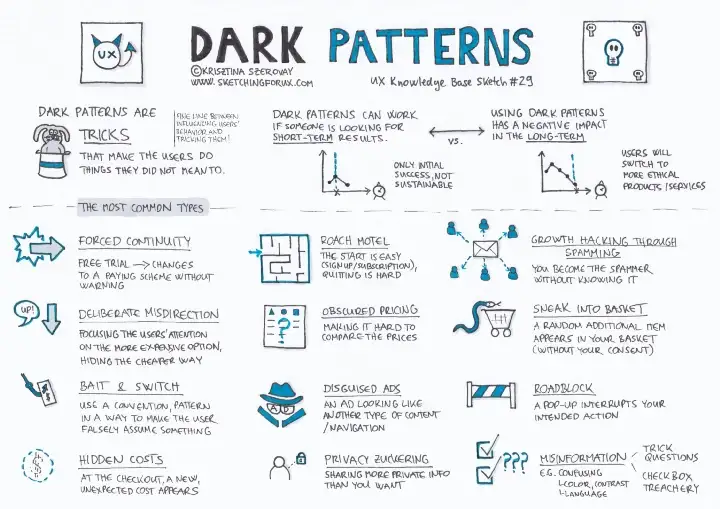 UX
DARK PATTERNS
©KRISZTINA SZEROVAY
WWW.SKETCHINGFORUX.COM
UX Knowledge Base Sketch #29
DARK PATTERNS ARE
TRICKS
THAT MAKE THE USERS DO
THINGS THEY DID NOT MEAN TO.
FINE LINE BETWEEN
INFLUENCING USERS'
BEHAVIOR AND
TRICKING THEM!
DARK PATTERNS CAN WORK
IF SOMEONE IS LOOKING FOR
SHORT-TERM RESULTS.
ONLY INITIAL
SUCCESS, NOT
SUSTAINABLE
VS.
USING DARK PATTERNS
HAS A NEGATIVE IMPACT
IN THE LONG-TERM
USERS WILL
SWITCH TO
MORE ETHICAL
PRODUCTS/SERVICES
THE MOST COMMON TYPES
FORCED CONTINUITY
FREE TRIAL → CHANGES
TO A PAYING SCHEME WITHOUT
WARNING
ROACH MOTEL
THE START IS EASY
(SIGNUP/SUBSCRIPTION),
QUITTING IS HARD
GROWTH HACKING THROUGH
SPAMMING
YOU BECOME THE SPAMMER
WITHOUT KNOWING IT
UP!
DELIBERATE MISDIRECTION
FOCUSING THE USERS' ATTENTION
ON THE MORE EXPENSIVE OPTION,
HIDING THE CHEAPER WAY
?
OBSCURED PRICING
MAKING IT HARD TO
COMPARE THE PRICES
SNEAK INTO BASKET
A RANDOM ADDITIONAL ITEM
APPEARS IN YOUR BASKET
(WITHOUT YOUR CONSENT)
BAIT & SWITCH
USE A CONVENTION, PATTERN
IN A WAY TO MAKE THE USER
FALSELY ASSUME SOMETHING
AD
DISGUISED ADS
AN AD LOOKING LIKE
ANOTHER TYPE OF CONTENT
/NAVIGATION
ROADBLOCK
A POP-UP INTERRUPTS YOUR
INTENDED ACTION
$
HIDDEN COSTS
AT THE CHECKOUT, A NEW,
UNEXPECTED COST APPEARS
PRIVACY ZUCKERING
SHARING MORE PRIVATE INFO
THAN YOU WANT
???
MISINFORMATION
E.G. CONFUSING
COLOR, CONTRAST
LANGUAGE
TRICK
QUESTIONS
CHECKBOX
TREACHERY